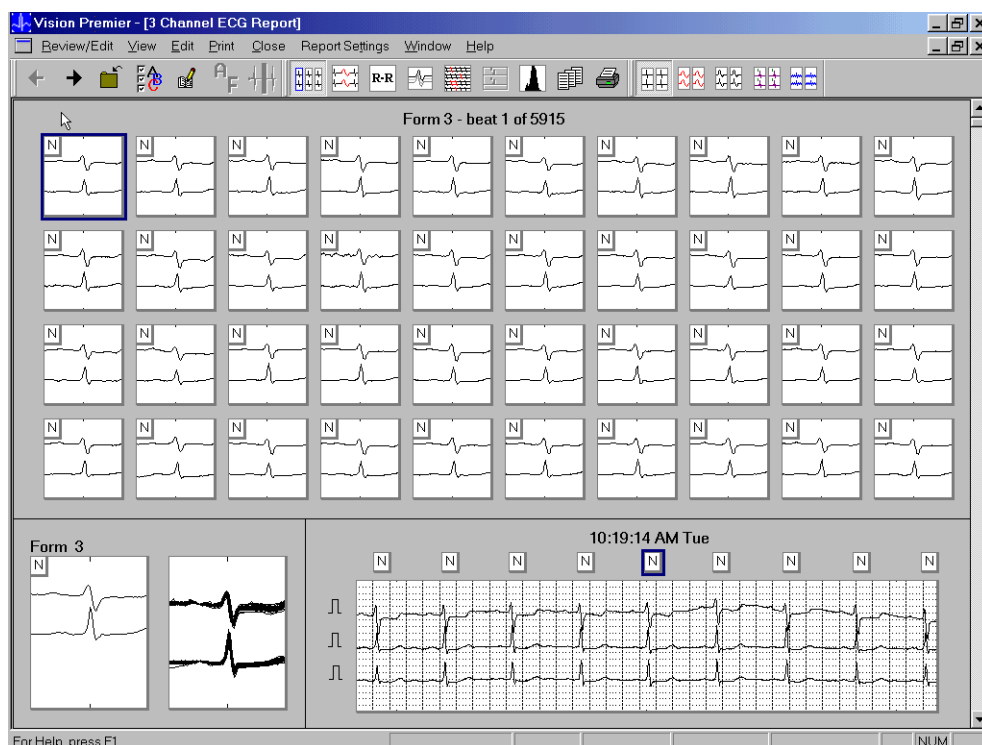 Vision Premier - [3 Channel ECG Report]
Review/Edit View Edit Print Close Report Settings Window Help
A B C A F R-R
Form 3 - beat 1 of 5915
N N N N N N N N N N
N N N N N N N N N N
N N N N N N N N N N
N N N N N N N N N N
Form 3
N
10:19:14 AM Tue
N N N N N N N N N
For Help, press F1
NUM